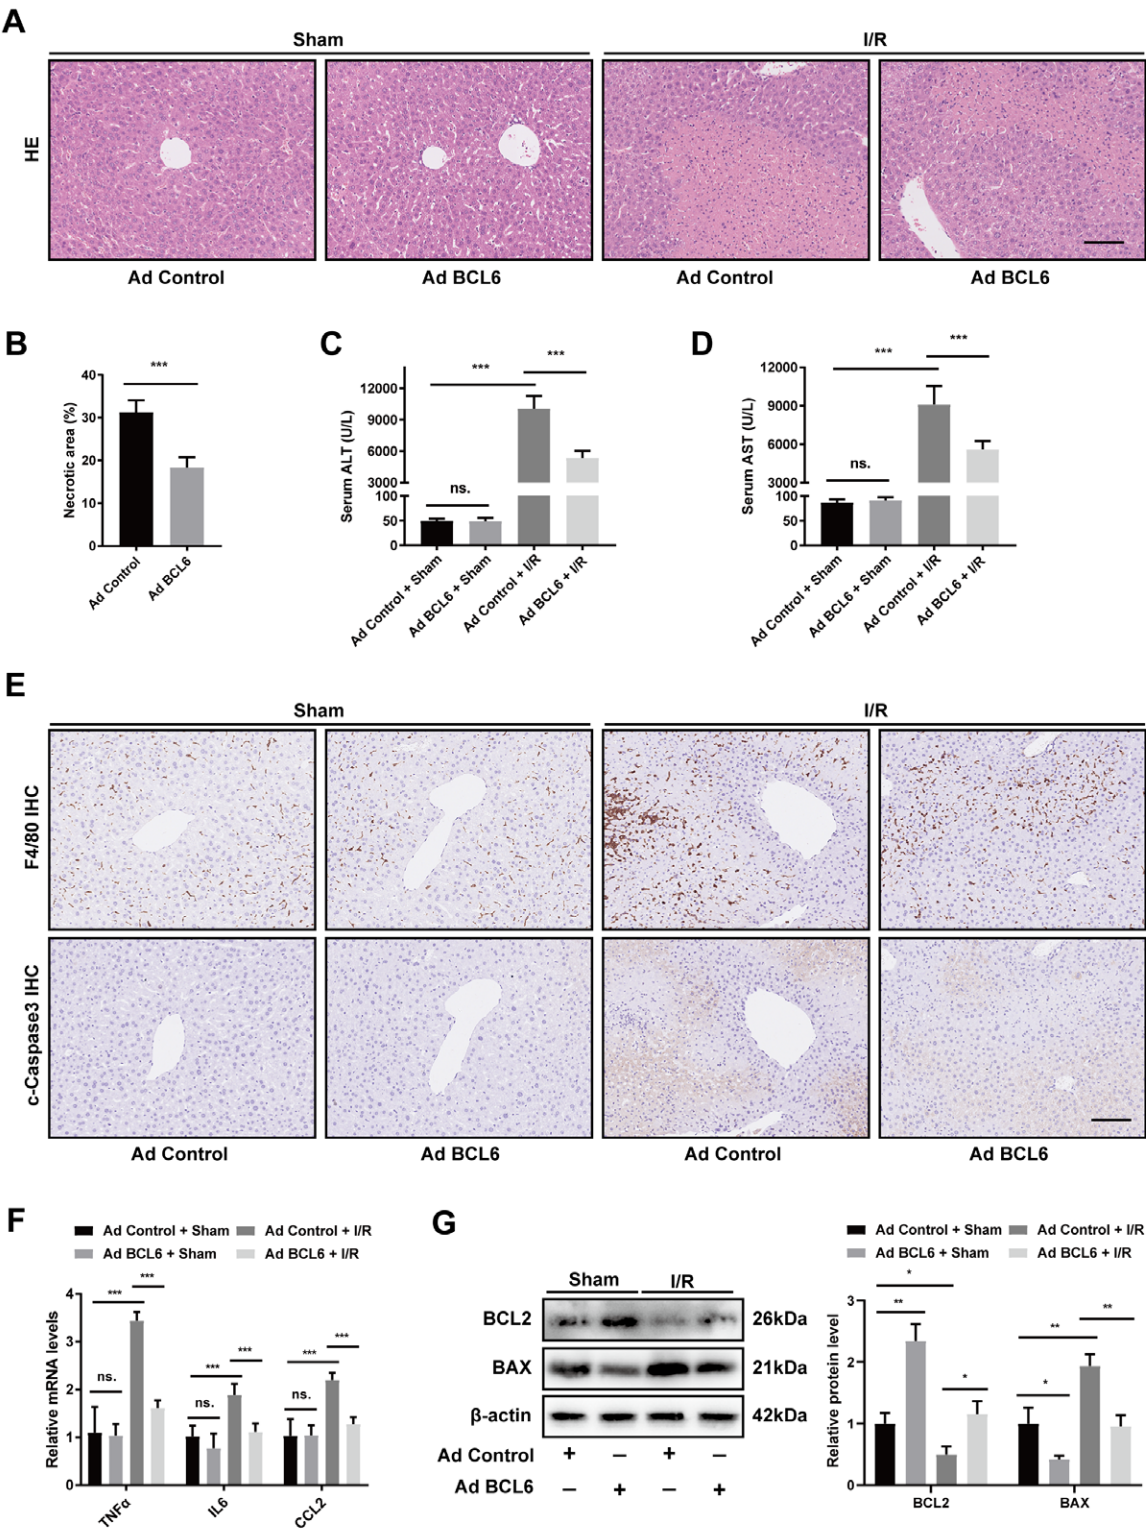 A
Sham
I/R
HE
Ad Control
Ad BCL6
Ad Control
Ad BCL6
B
***
Necrotic area (%)
40
30
20
10
0
Ad Control
Ad BCL6
C
***
***
ns.
Serum ALT (U/L)
12000
9000
6000
3000
100
50
0
Ad Control + Sham
Ad BCL6 + Sham
Ad Control + I/R
Ad BCL6 + I/R
D
***
***
ns.
Serum AST (U/L)
12000
9000
6000
3000
100
50
0
Ad Control + Sham
Ad BCL6 + Sham
Ad Control + I/R
Ad BCL6 + I/R
E
Sham
I/R
F4/80 IHC
c-Caspase3 IHC
Ad Control
Ad BCL6
Ad Control
Ad BCL6
F
Ad Control + Sham
Ad Control + I/R
Ad BCL6 + Sham
Ad BCL6 + I/R
Relative mRNA levels
4
3
2
1
0
***
***
ns.
***
***
ns.
***
***
ns.
TNFα
IL6
CCL2
G
Sham
I/R
BCL2
26kDa
BAX
21kDa
β-actin
42kDa
Ad Control
+ − + −
Ad BCL6
− + − +
Ad Control + Sham
Ad Control + I/R
Ad BCL6 + Sham
Ad BCL6 + I/R
Relative protein level
3
2
1
0
*
**
*
**
**
*
BCL2
BAX